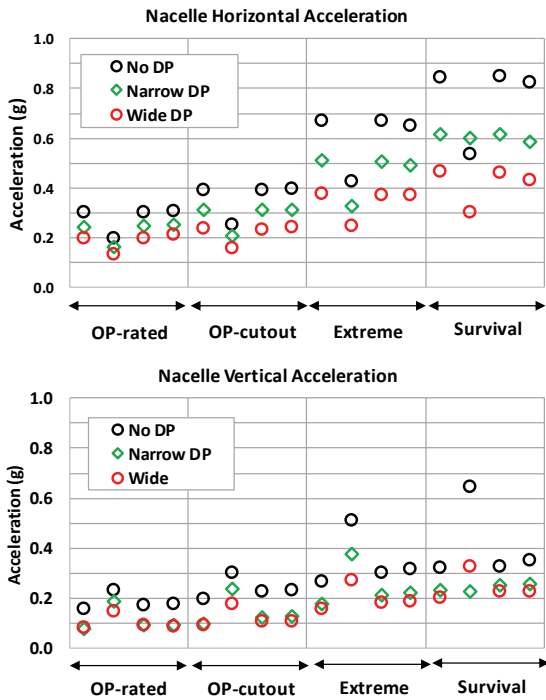 Nacelle Horizontal Acceleration
1.0
0.8
0.6
0.4
0.2
0.0
Acceleration (g)
No DP
Narrow DP
Wide DP
OP-rated OP-cutout Extreme Survival
Nacelle Vertical Acceleration
1.0
0.8
0.6
0.4
0.2
0.0
Acceleration (g)
No DP
Narrow DP
Wide
OP-rated OP-cutout Extreme Survival